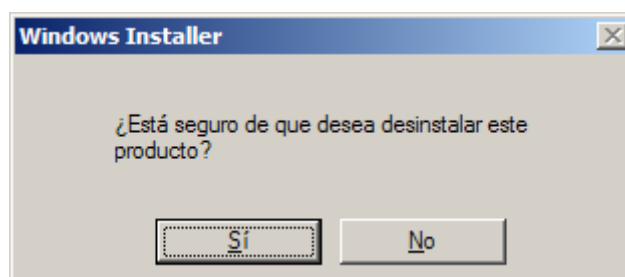 Windows Installer
¿Está seguro de que desea desinstalar este
producto?
Sí
No